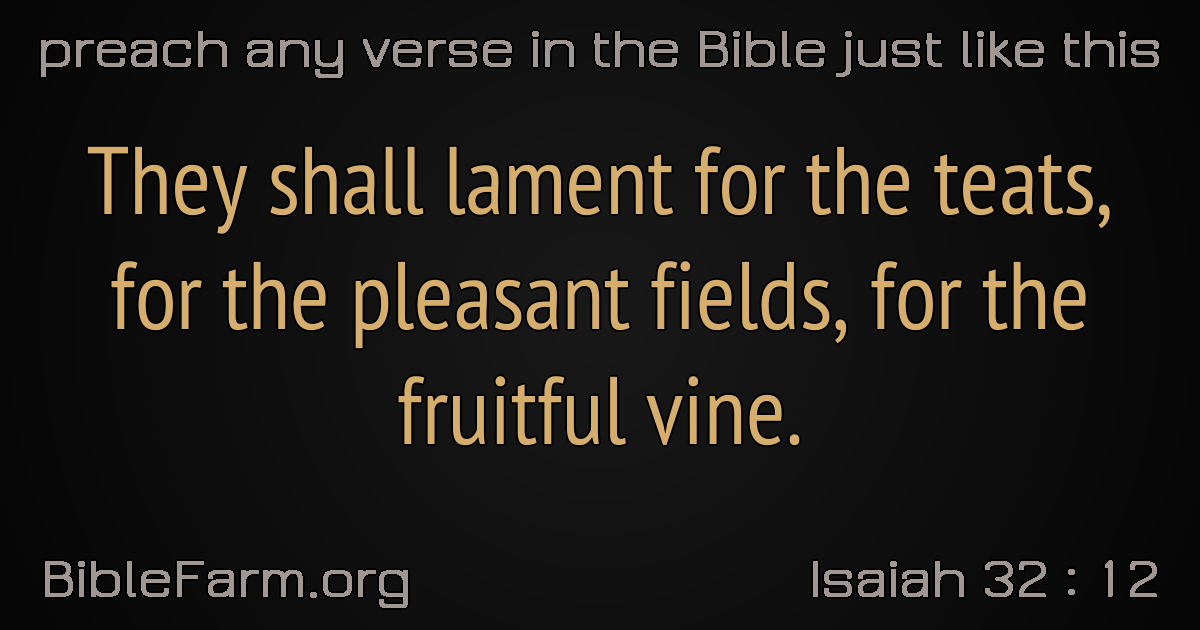 preach any verse in the Bible just like this
They shall lament for the teats,
for the pleasant fields, for the
fruitful vine.
BibleFarm.org
Isaiah 32 : 12